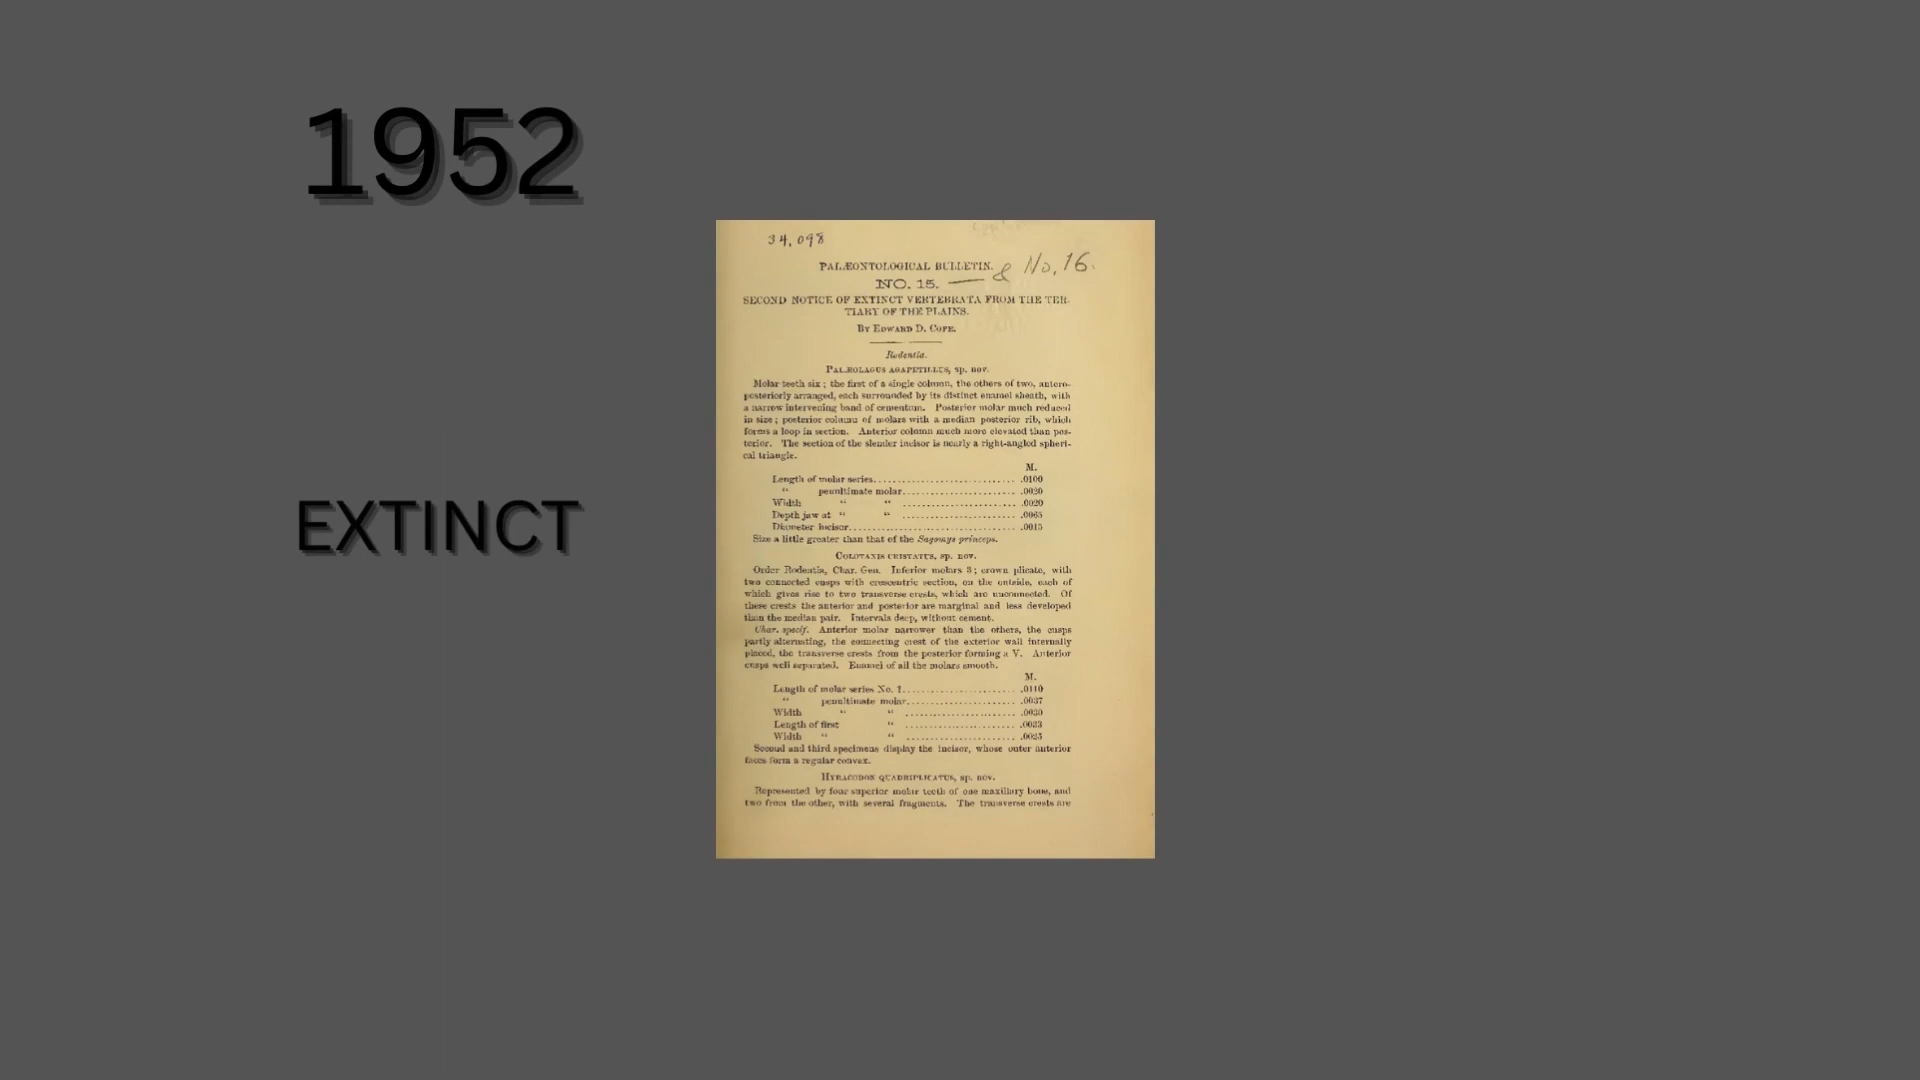 1952
EXTINCT
34,098
PALÆONTOLOGICAL BULLETIN.
& No. 16.
NO. 15.
SECOND NOTICE OF EXTINCT VERTEBRATA FROM THE TER-
TIARY OF THE PLAINS.
BY EDWARD D. COPE.
Rodentia.
PALÆOLAGUS AGAPETILLUS, sp. nov.
Molar teeth six; the first of a single column, the others of two, antero-
posteriorly arranged, each surrounded by its distinct enamel sheath, with
a narrow intervening band of cementum. Posterior molar much reduced
in size; posterior column of molars with a median posterior rib, which
forms a loop in section. Anterior column much more elevated than pos-
terior. The section of the slender incisor is nearly a right-angled spheri-
cal triangle.
M.
Length of molar series .0100
“ penultimate molar .0020
Width “ “ .0020
Depth jaw at “ “ .0065
Diameter incisor .0015
Size a little greater than that of the Lagomys princeps.
COLOTAXIS CRISTATUS, sp. nov.
Order Rodentia, Char. Gen. Inferior molars 3; crown plicate, with
two connected cusps with crescentric section, on the outside, each of
which gives rise to two transverse crests, which are unconnected. Of
these crests the anterior and posterior are marginal and less developed
than the median pair. Intervals deep, without cement.
Char. specif. Anterior molar narrower than the others, the cusps
partly alternating, the connecting crest of the exterior wall internally
placed, the transverse crests from the posterior forming a V. Anterior
cusps well separated. Enamel of all the molars smooth.
M.
Length of molar series No. 1 .0110
“ penultimate molar .0037
Width “ “ .0030
Length of first “ .0033
Width “ “ .0025
Second and third specimens display the incisor, whose outer anterior
faces form a regular convex.
HYRACODON QUADRIPLICATUS, sp. nov.
Represented by four superior molar teeth of one maxillary bone, and
two from the other, with several fragments. The transverse crests are